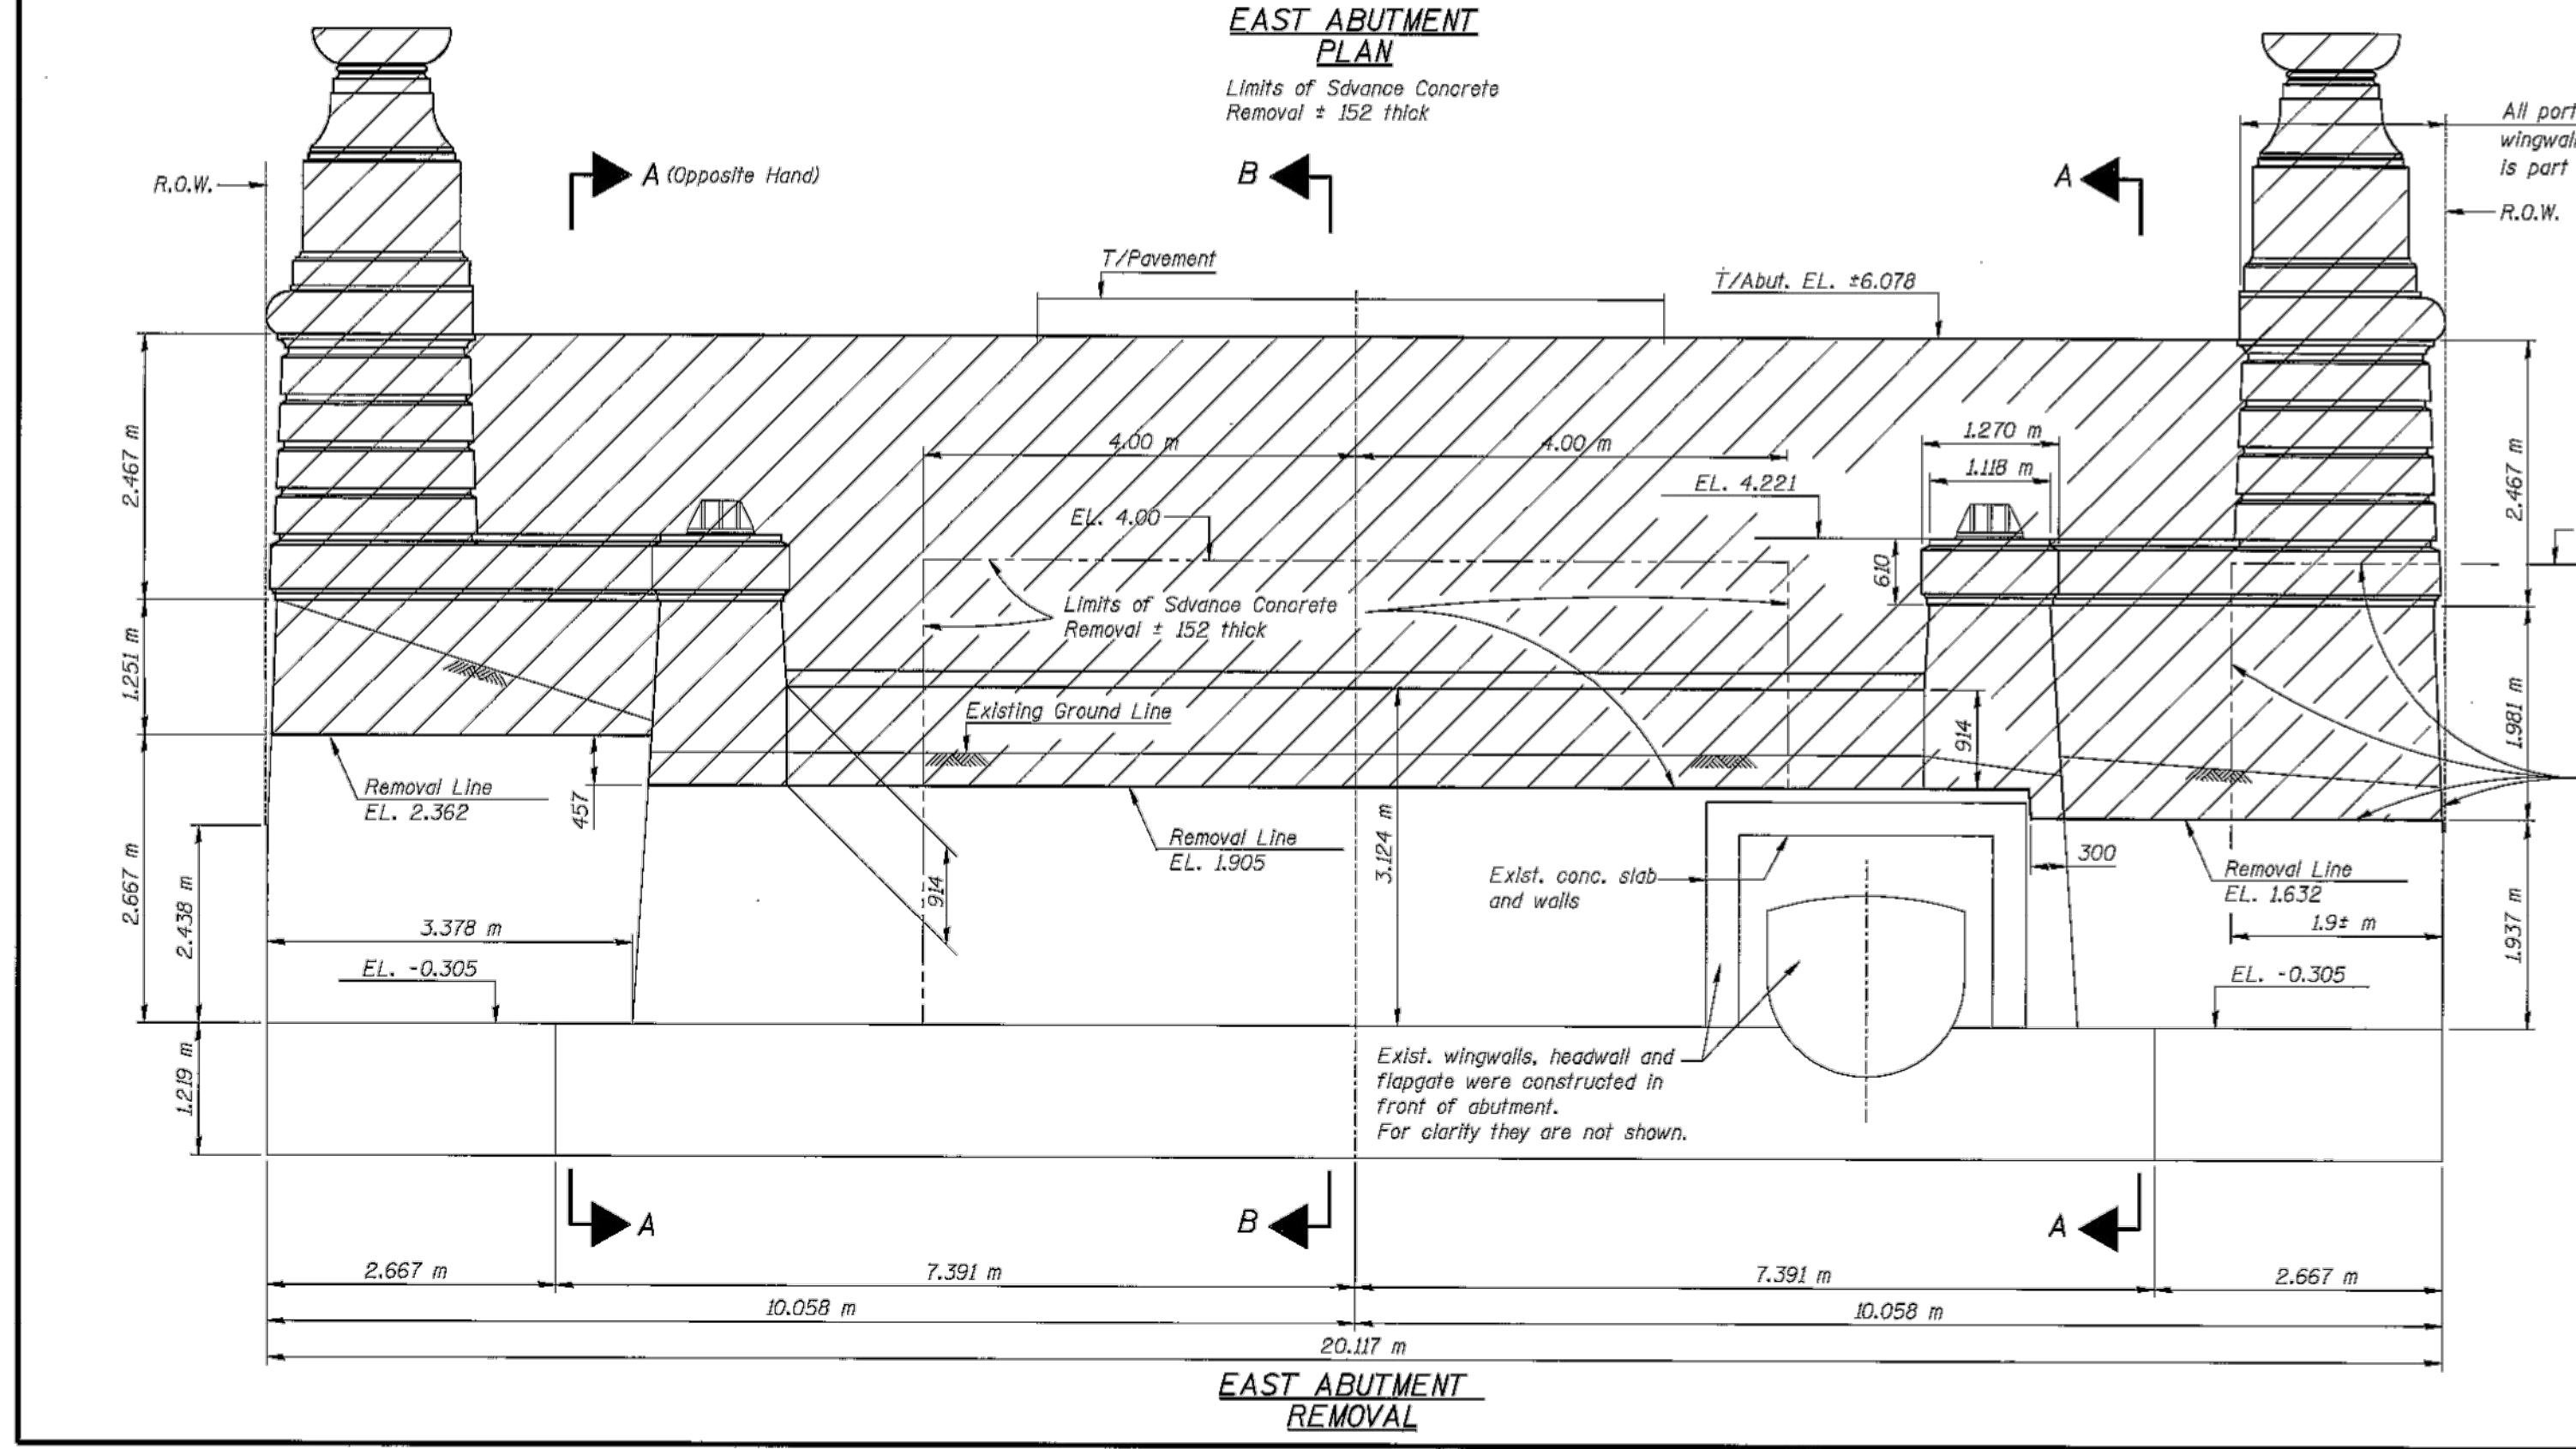 EAST ABUTMENT
PLAN
Limits of Sdvance Concrete
Removal ± 152 thick
All port
wingwall
is part
R.O.W.
A (Opposite Hand)
B
A
R.O.W.
T/Pavement
T/Abut. EL. ±6.078
2.467 m
4.00 m
4.00 m
1.270 m
1.118 m
2.467 m
EL. 4.221
EL. 4.00
610
Limits of Sdvance Concrete
Removal ± 152 thick
1.251 m
1.981 m
Existing Ground Line
914
Removal Line
EL. 2.362
457
Removal Line
EL. 1.905
3.124 m
300
Exist. conc. slab
and walls
Removal Line
EL. 1.632
2.667 m
2.438 m
914
3.378 m
1.9± m
1.937 m
EL. -0.305
EL. -0.305
1.219 m
Exist. wingwalls, headwall and
flapgate were constructed in
front of abutment.
For clarity they are not shown.
A
B
A
2.667 m
7.391 m
7.391 m
2.667 m
10.058 m
10.058 m
20.117 m
EAST ABUTMENT
REMOVAL